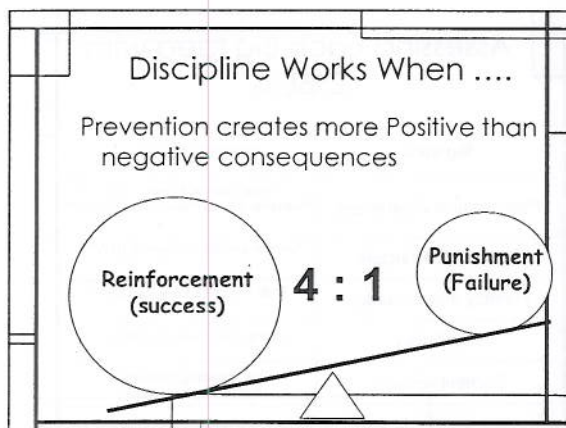 Discipline Works When ....
Prevention creates more Positive than
negative consequences
Reinforcement
(success)
4 : 1
Punishment
(Failure)